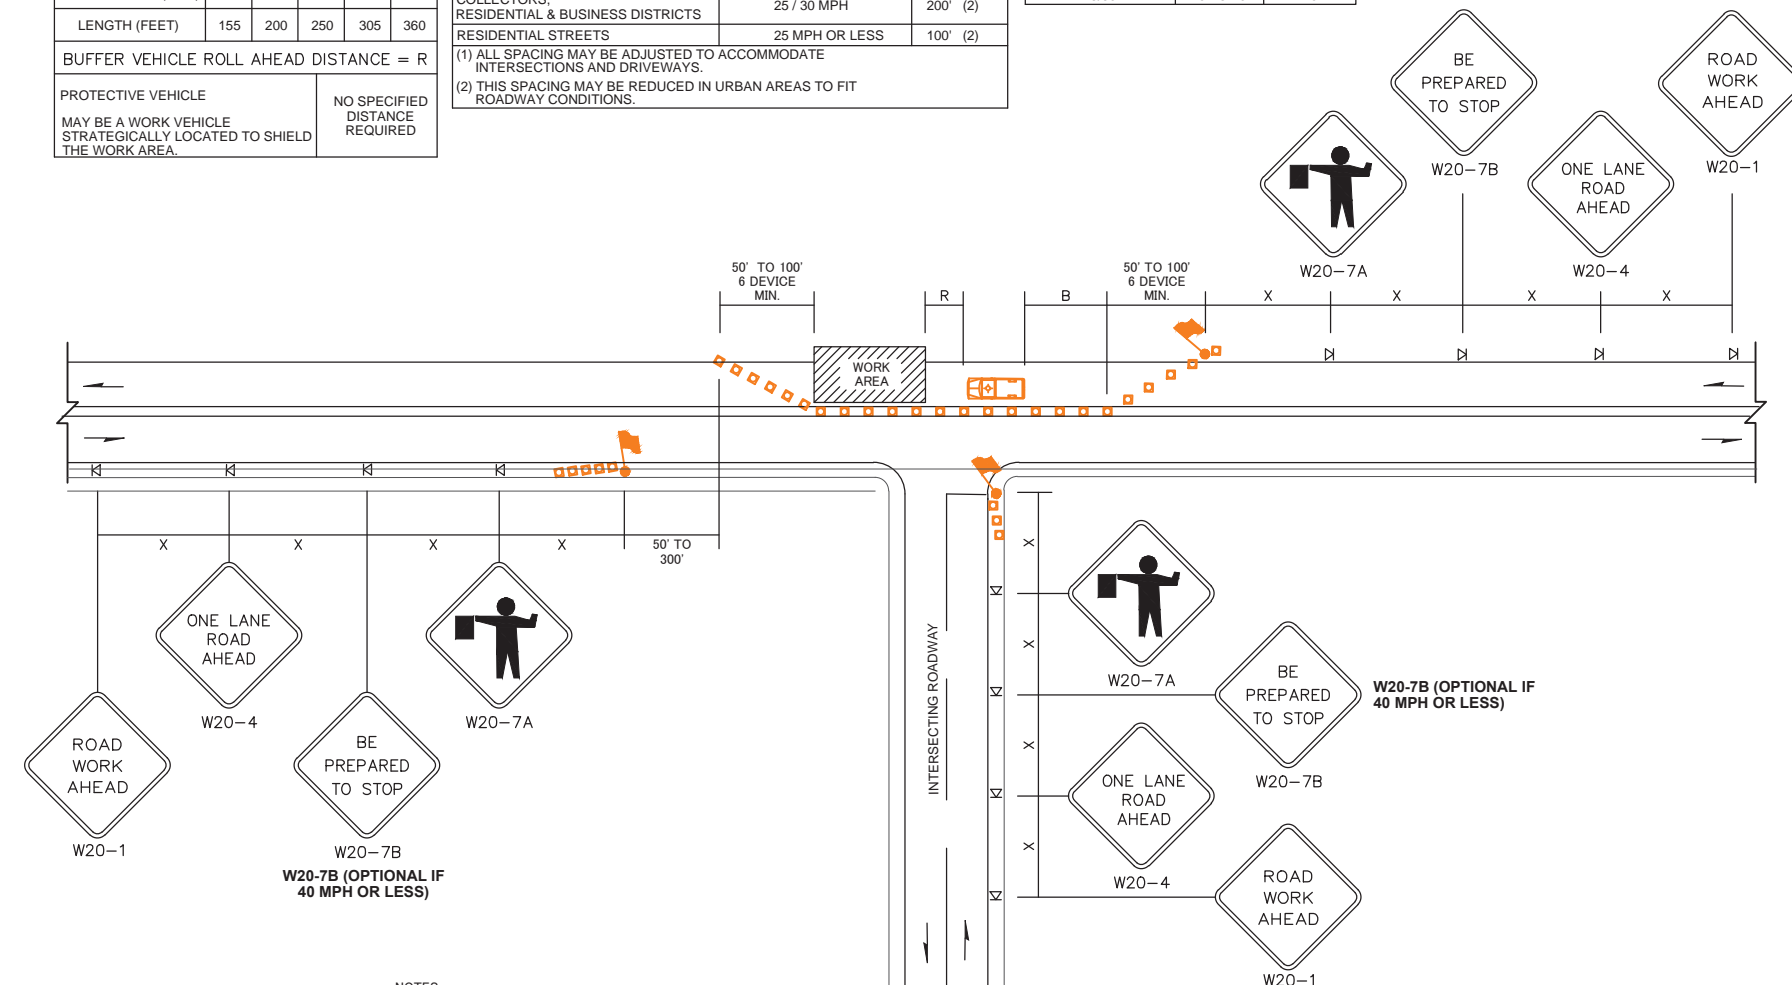 LENGTH (FEET) 155 200 250 305 360
BUFFER VEHICLE ROLL AHEAD DISTANCE = R
PROTECTIVE VEHICLE
MAY BE A WORK VEHICLE
STRATEGICALLY LOCATED TO SHIELD
THE WORK AREA.
NO SPECIFIED
DISTANCE
REQUIRED
COLLECTORS,
RESIDENTIAL & BUSINESS DISTRICTS 25 / 30 MPH 200' (2)
RESIDENTIAL STREETS 25 MPH OR LESS 100' (2)
(1) ALL SPACING MAY BE ADJUSTED TO ACCOMMODATE
INTERSECTIONS AND DRIVEWAYS.
(2) THIS SPACING MAY BE REDUCED IN URBAN AREAS TO FIT
ROADWAY CONDITIONS.
BE
PREPARED
TO STOP
W20-7B
ROAD
WORK
AHEAD
W20-1
W20-7A
ONE LANE
ROAD
AHEAD
W20-4
50' TO 100'
6 DEVICE
MIN.
R
B
50' TO 100'
6 DEVICE
MIN.
X
X
X
X
WORK
AREA
X
X
X
X
50' TO
300'
ONE LANE
ROAD
AHEAD
W20-4
W20-7A
ROAD
WORK
AHEAD
W20-1
BE
PREPARED
TO STOP
W20-7B
W20-7B (OPTIONAL IF
40 MPH OR LESS)
INTERSECTING ROADWAY
X
X
X
X
W20-7A
BE
PREPARED
TO STOP
W20-7B
W20-7B (OPTIONAL IF
40 MPH OR LESS)
ONE LANE
ROAD
AHEAD
W20-4
ROAD
WORK
AHEAD
W20-1
NOTES